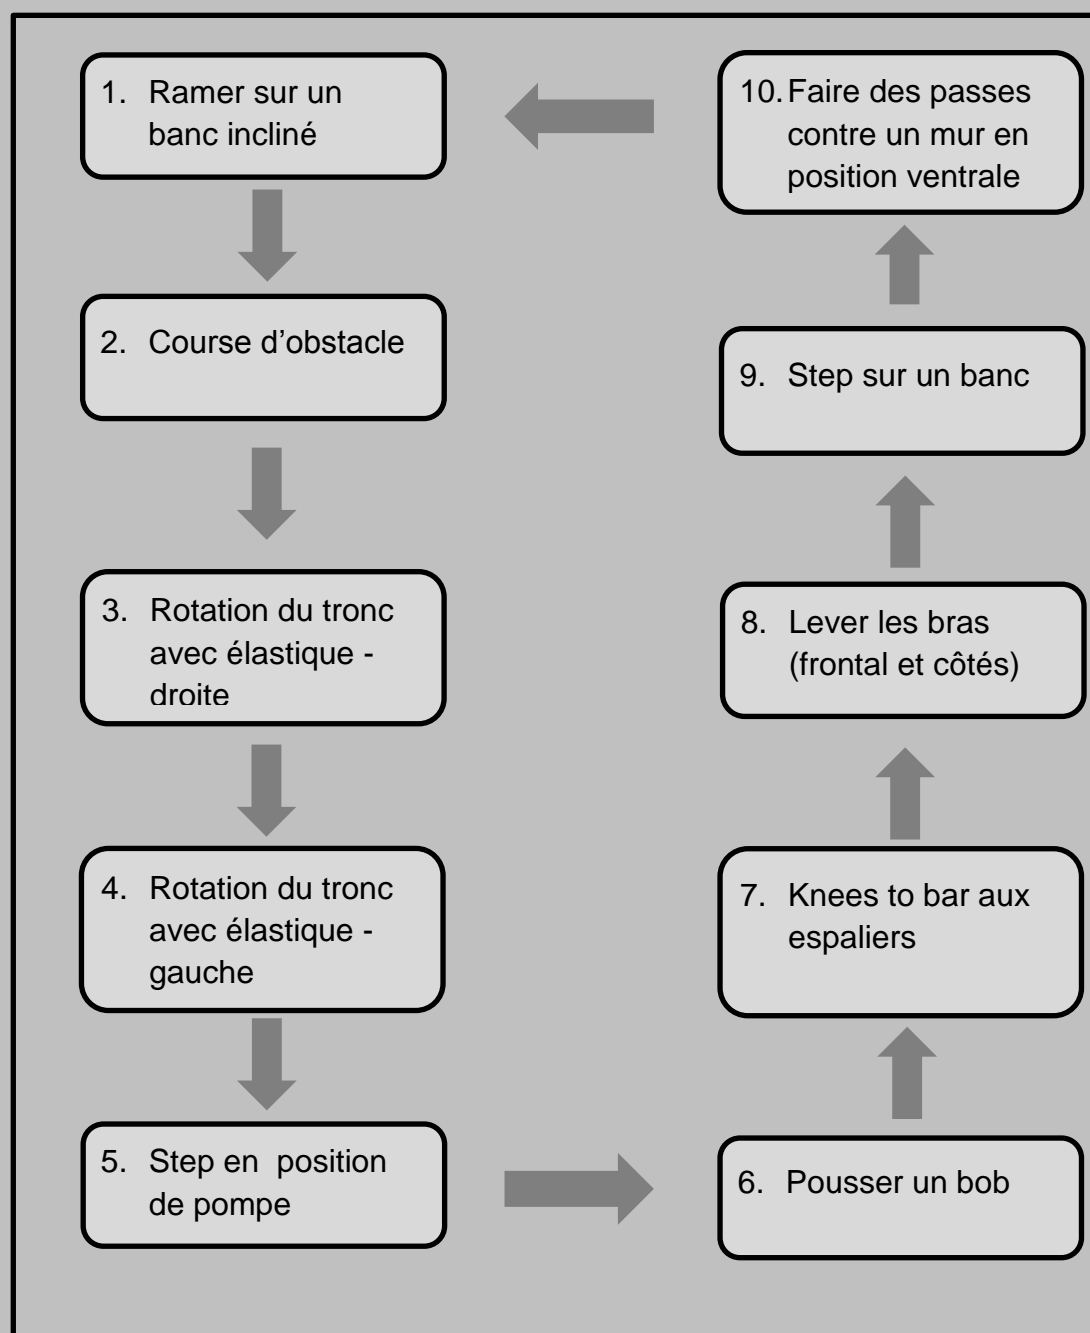 1. Ramer sur un
banc incliné
2. Course d’obstacle
3. Rotation du tronc
avec élastique -
droite
4. Rotation du tronc
avec élastique -
gauche
5. Step en  position
de pompe
6. Pousser un bob
7. Knees to bar aux
espaliers
8. Lever les bras
(frontal et côtés)
9. Step sur un banc
10. Faire des passes
contre un mur en
position ventrale